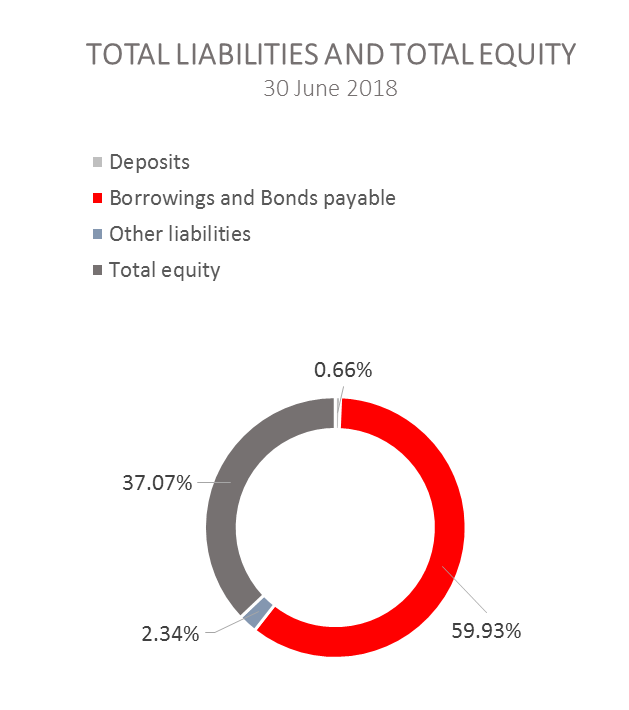 TOTAL LIABILITIES AND TOTAL EQUITY
30 June 2018
Deposits
Borrowings and Bonds payable
Other liabilities
Total equity
0.66%
37.07%
2.34%
59.93%